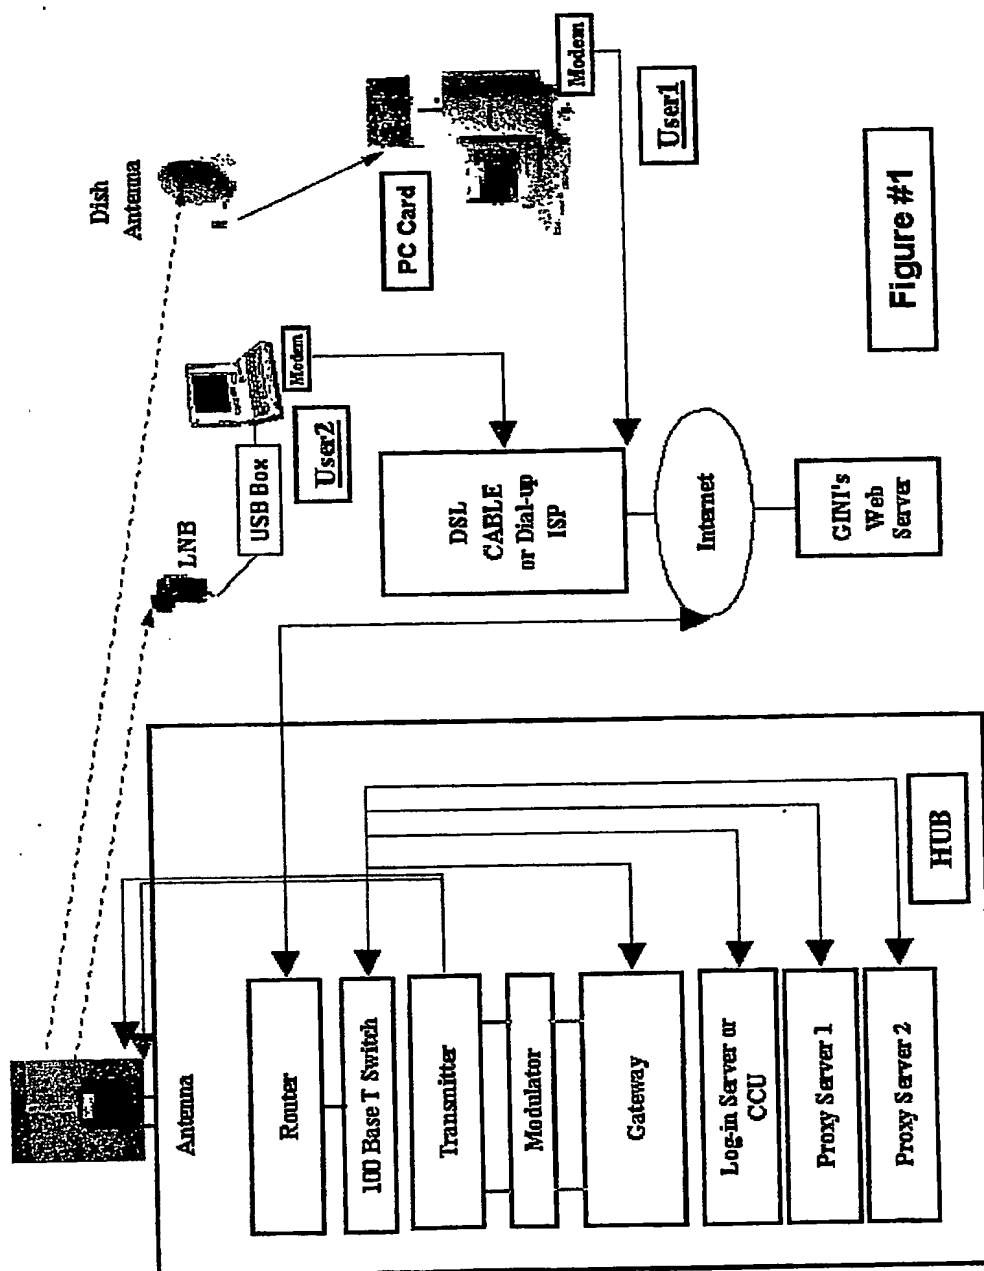 Antenna
Router
100 Base T Switch
Transmitter
Modulator
Gateway
Log-in Server or
CCU
Proxy Server 1
Proxy Server 2
HUB
LNB
USB Box
Modem
User2
Dish
Antenna
PC Card
Modem
User1
DSL
CABLE
or Dial-up
ISP
Internet
GINI's
Web
Server
Figure #1